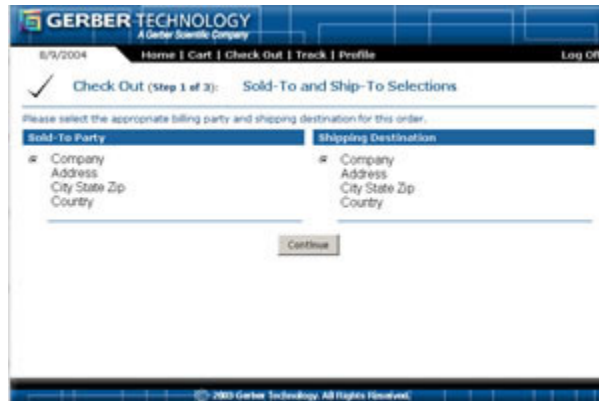 GERBER TECHNOLOGY
A Gerber Scientific Company
8/9/2004 Home | Cart | Check Out | Track | Profile Log Off
Check Out (Step 1 of 3): Sold-To and Ship-To Selections
Please select the appropriate billing party and shipping destination for this order.
Sold-To Party Shipping Destination
Company Company
Address Address
City State Zip City State Zip
Country Country
Continue
© 2003 Gerber Technology. All Rights Reserved.